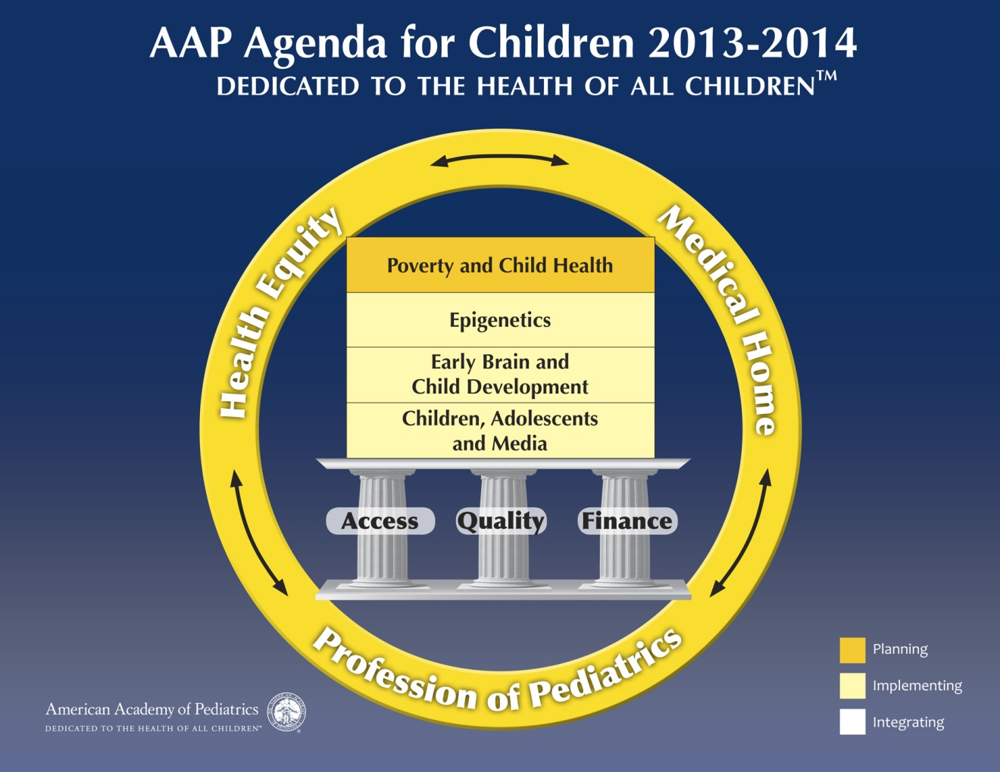 AAP Agenda for Children 2013-2014
DEDICATED TO THE HEALTH OF ALL CHILDREN™
Health Equity
Medical Home
Poverty and Child Health
Epigenetics
Early Brain and
Child Development
Children, Adolescents
and Media
Access
Quality
Finance
Profession of Pediatrics
Planning
Implementing
Integrating
American Academy of Pediatrics
DEDICATED TO THE HEALTH OF ALL CHILDREN™
®